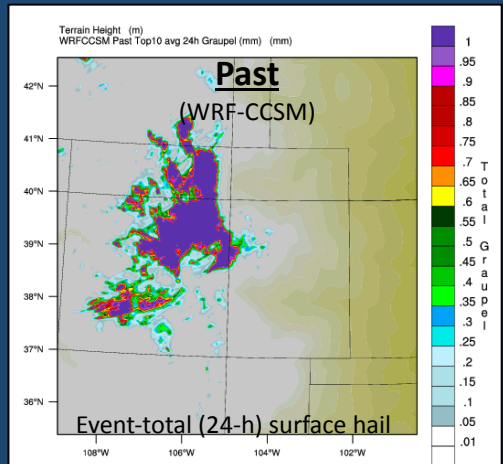 Terrain Height (m)
WRFCCSM Past Top10 avg 24h Graupel (mm) (mm)
Past
(WRF-CCSM)
42°N
41°N
40°N
39°N
38°N
37°N
36°N
108°W
106°W
104°W
102°W
Event-total (24-h) surface hail
1
.95
.9
.85
.8
.75
.7
.65
.6
.55
.5
.45
.4
.35
.3
.25
.2
.15
.1
.05
.01
Total Graupel